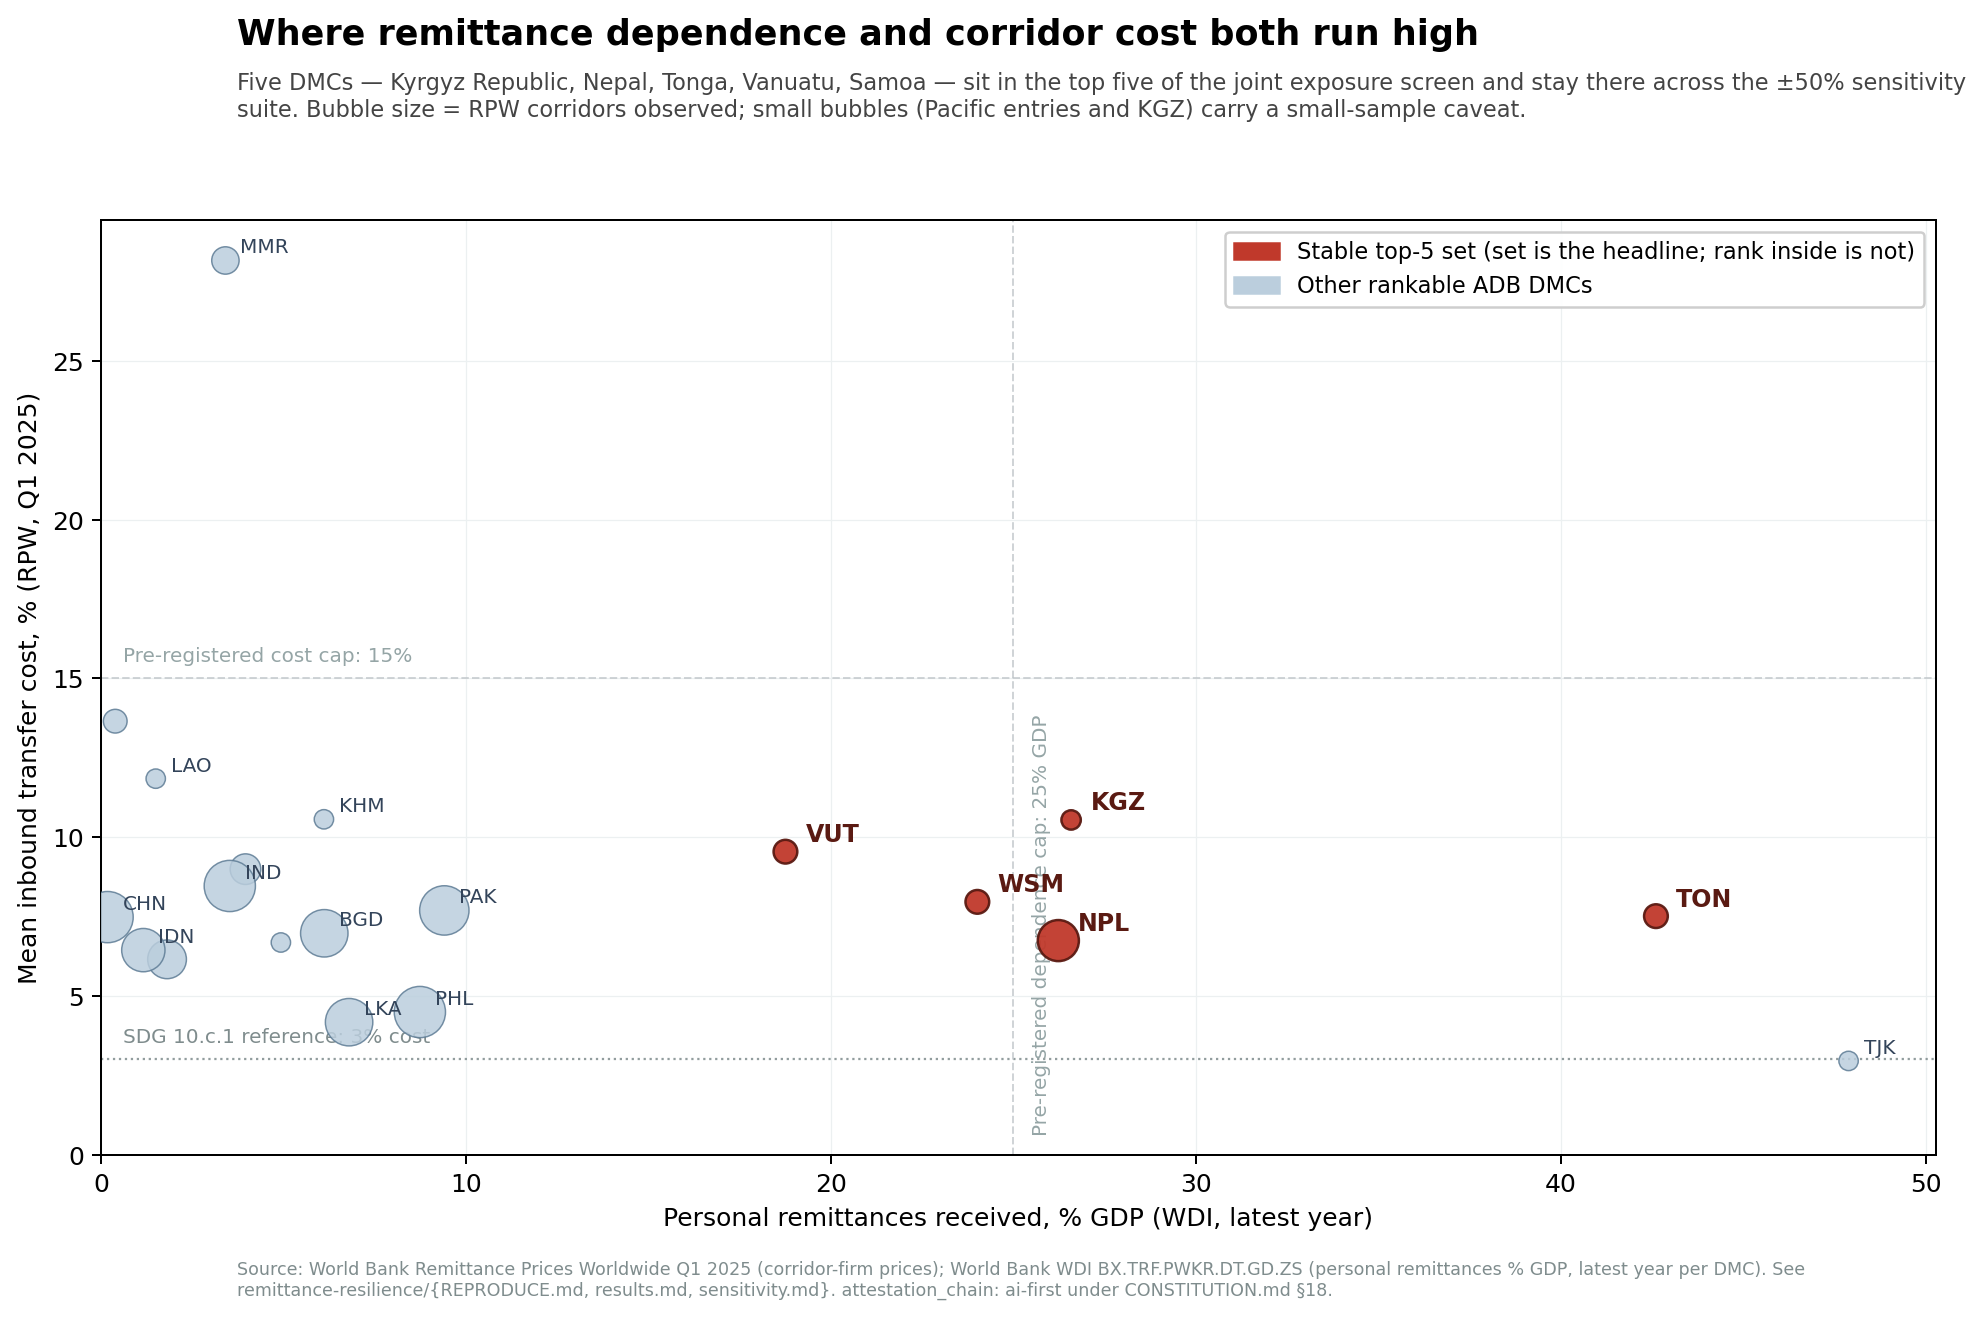 Where remittance dependence and corridor cost both run high
Five DMCs — Kyrgyz Republic, Nepal, Tonga, Vanuatu, Samoa — sit in the top five of the joint exposure screen and stay there across the ±50% sensitivity
suite. Bubble size = RPW corridors observed; small bubbles (Pacific entries and KGZ) carry a small-sample caveat.
Stable top-5 set (set is the headline; rank inside is not)
Other rankable ADB DMCs
Mean inbound transfer cost, % (RPW, Q1 2025)
25
20
15
10
5
0
MMR
Pre-registered cost cap: 15%
LAO
KHM
IND
CHN
PAK
BGD
IDN
LKA
PHL
SDG 10.c.1 reference: 3% cost
VUT
KGZ
WSM
NPL
TON
TJK
Pre-registered dependence cap: 25% GDP
0
10
20
30
40
50
Personal remittances received, % GDP (WDI, latest year)
Source: World Bank Remittance Prices Worldwide Q1 2025 (corridor-firm prices); World Bank WDI BX.TRF.PWKR.DT.GD.ZS (personal remittances % GDP, latest year per DMC). See
remittance-resilience/{REPRODUCE.md, results.md, sensitivity.md}. attestation_chain: ai-first under CONSTITUTION.md §18.